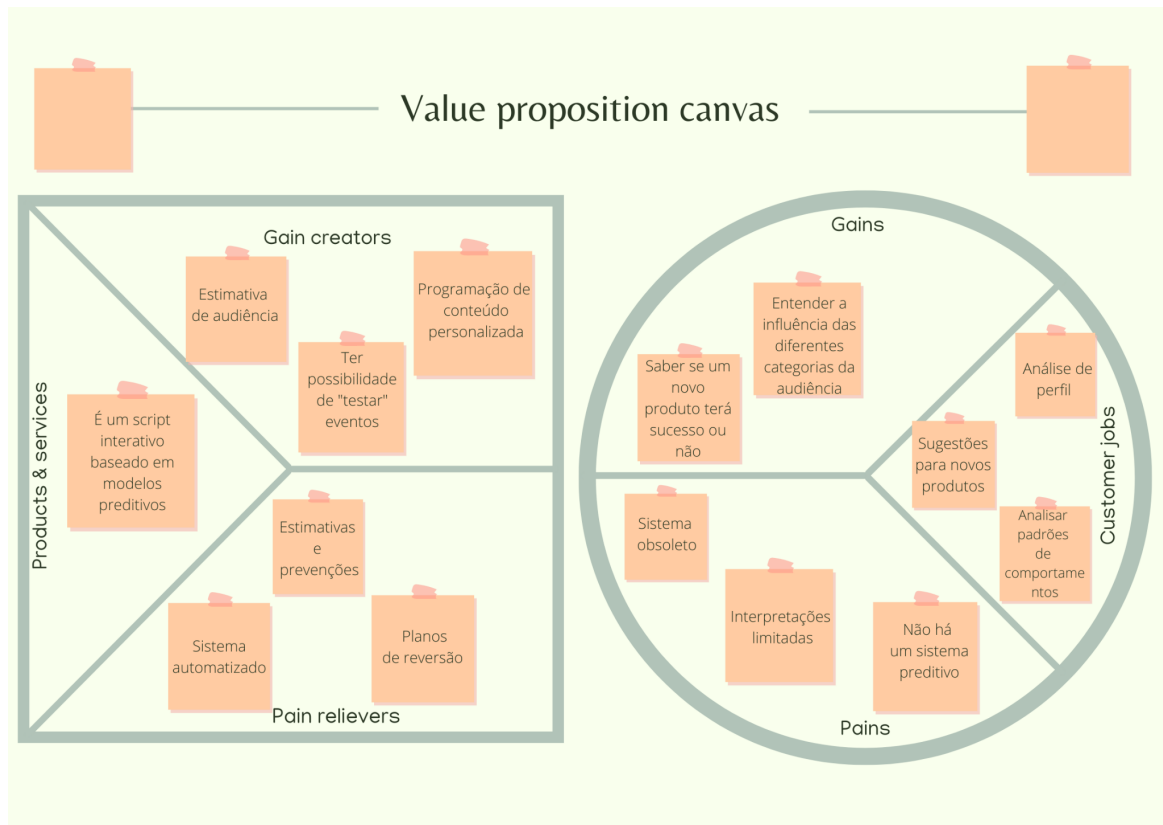 Value proposition canvas
Gain creators
Estimativa
de audiência
Programação de
conteúdo
personalizada
Ter
possibilidade
de "testar"
eventos
Products & services
É um script
interativo
baseado em
modelos
preditivos
Estimativas
e
prevenções
Sistema
automatizado
Planos
de reversão
Pain relievers
Gains
Entender a
influência das
diferentes
categorias da
audiência
Saber se um
novo
produto terá
sucesso ou
não
Customer jobs
Análise de
perfil
Sugestões
para novos
produtos
Analisar
padrões
de
comportame
ntos
Sistema
obsoleto
Interpretações
limitadas
Não há
um sistema
preditivo
Pains